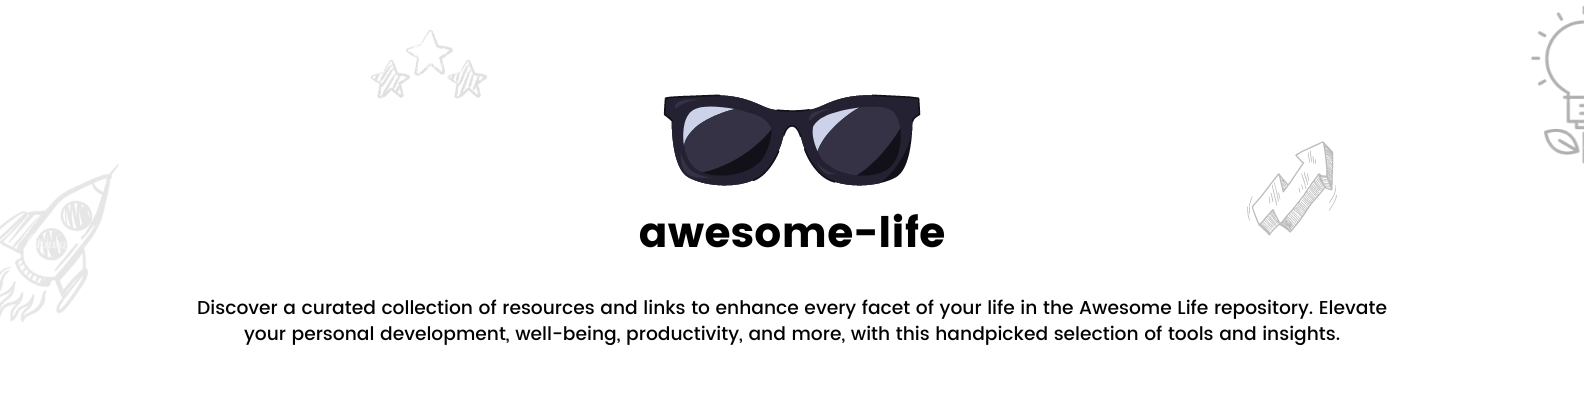 awesome-life
Discover a curated collection of resources and links to enhance every facet of your life in the Awesome Life repository. Elevate
your personal development, well-being, productivity, and more, with this handpicked selection of tools and insights.